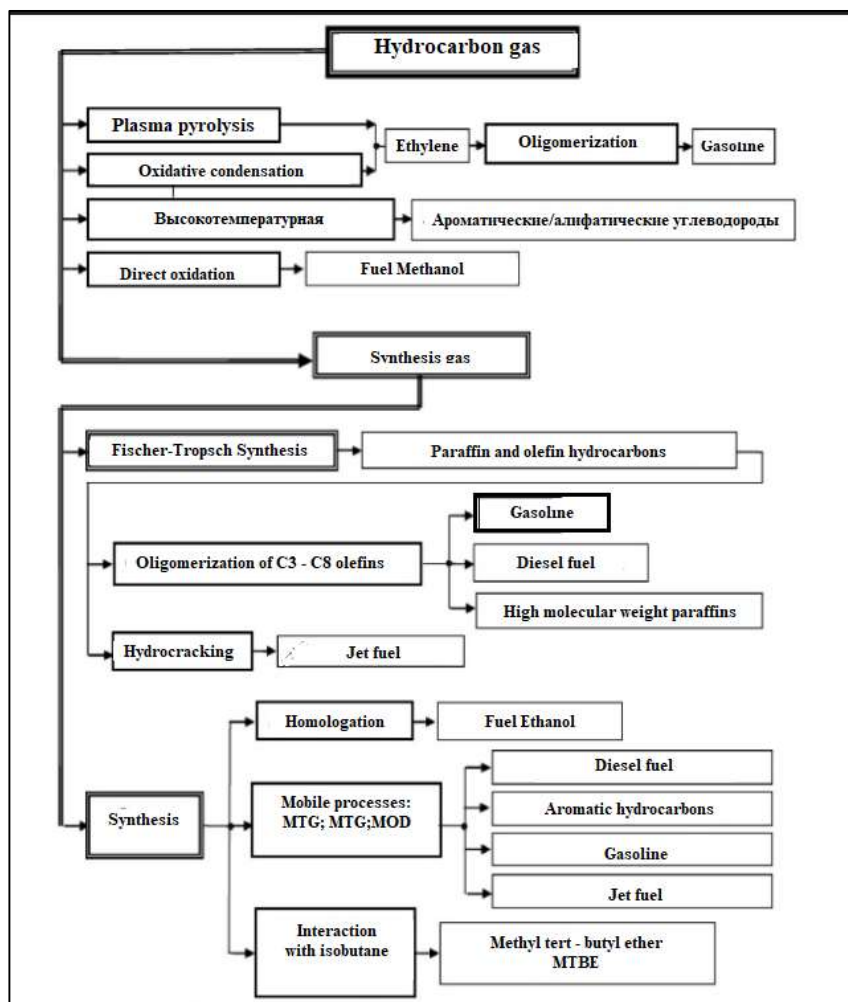 Hydrocarbon gas
Plasma pyrolysis
Ethylene
Oligomerization
Gasoline
Oxidative condensation
Высокотемпературная
Ароматические/алифатические углеводороды
Direct oxidation
Fuel Methanol
Synthesis gas
Fischer-Tropsch Synthesis
Paraffin and olefin hydrocarbons
Gasoline
Oligomerization of C3 - C8 olefins
Diesel fuel
High molecular weight paraffins
Hydrocracking
Jet fuel
Homologation
Fuel Ethanol
Diesel fuel
Synthesis
Mobile processes:
MTG; MTG;MOD
Aromatic hydrocarbons
Gasoline
Jet fuel
Interaction
with isobutane
Methyl tert - butyl ether
MTBE